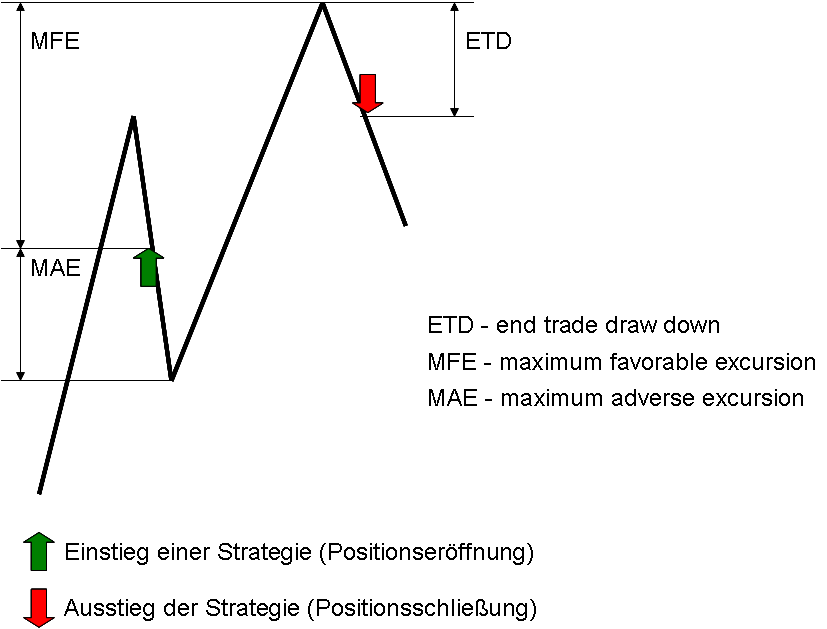 MFE
ETD
MAE
ETD - end trade draw down
MFE - maximum favorable excursion
MAE - maximum adverse excursion
Einstieg einer Strategie (Positionseröffnung)
Ausstieg der Strategie (Positionsschließung)